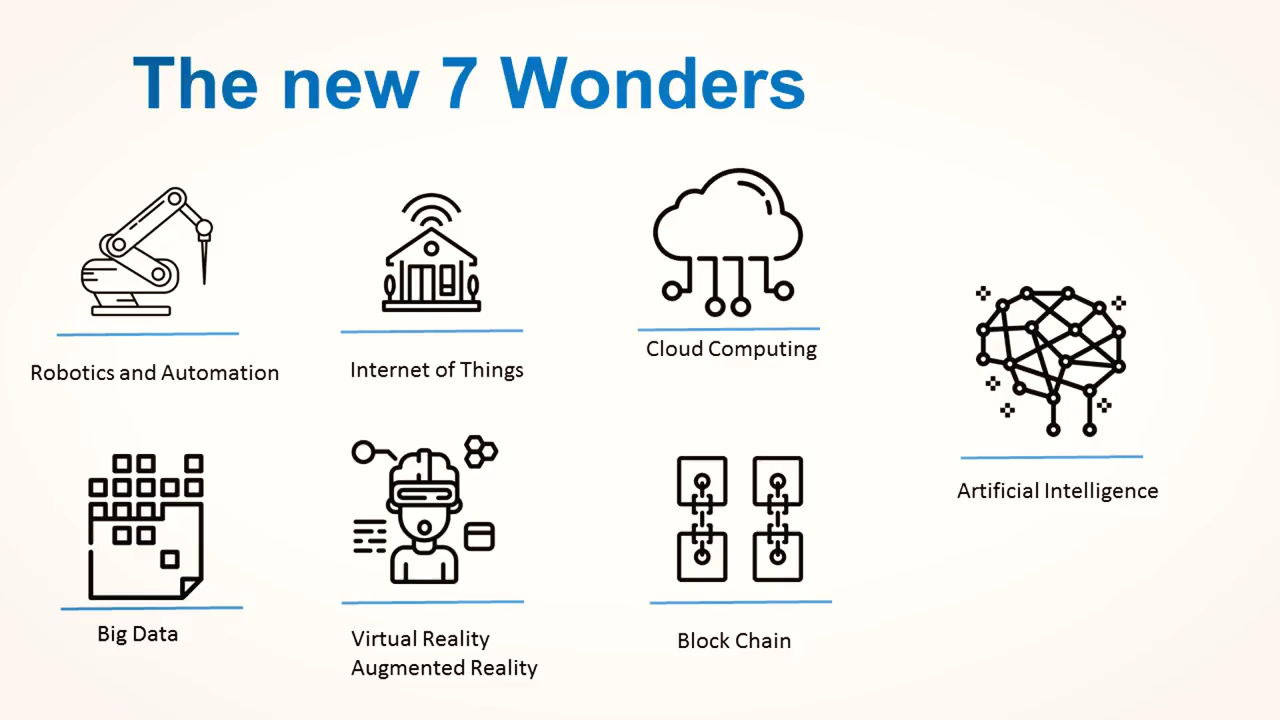 The new 7 Wonders
Robotics and Automation
Internet of Things
Cloud Computing
Artificial Intelligence
Big Data
Virtual Reality
Augmented Reality
Block Chain